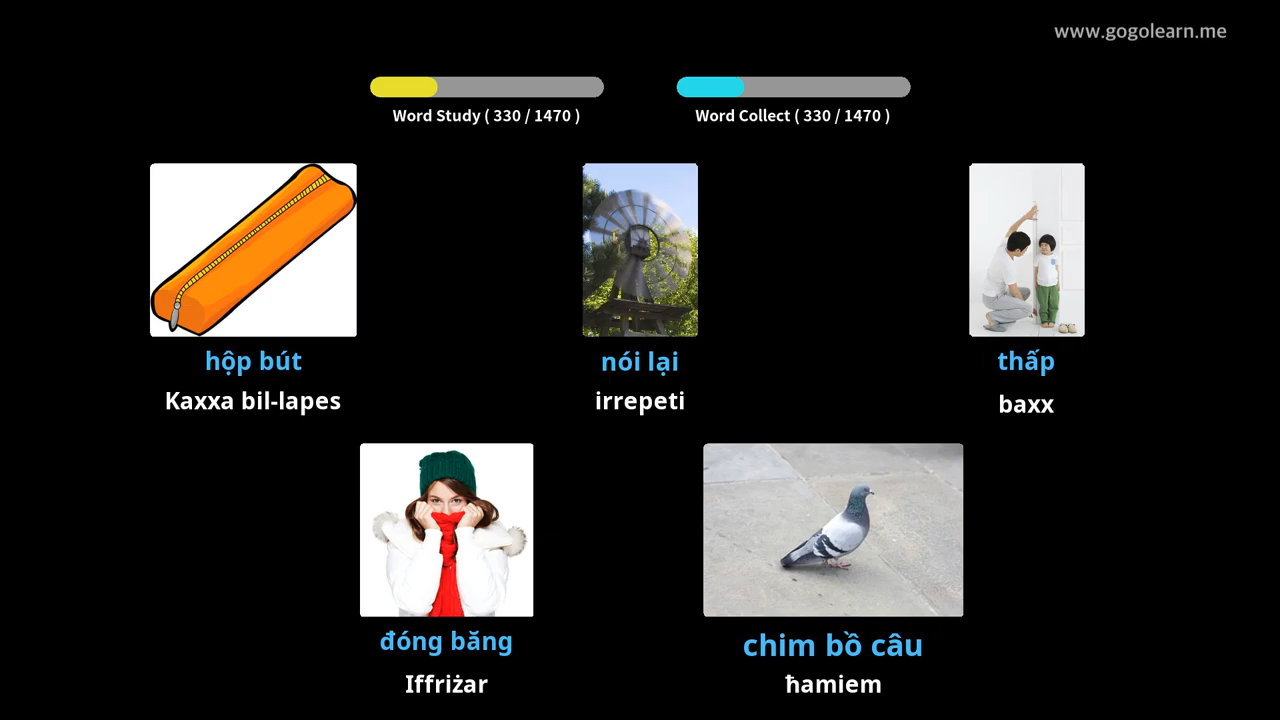 www.gogolearn.me
Word Study ( 330 / 1470 )
Word Collect ( 330 / 1470 )
hộp bút
Kaxxa bil-lapes
nói lại
irrepeti
thấp
baxx
đóng băng
Iffriżar
chim bồ câu
ħamiem